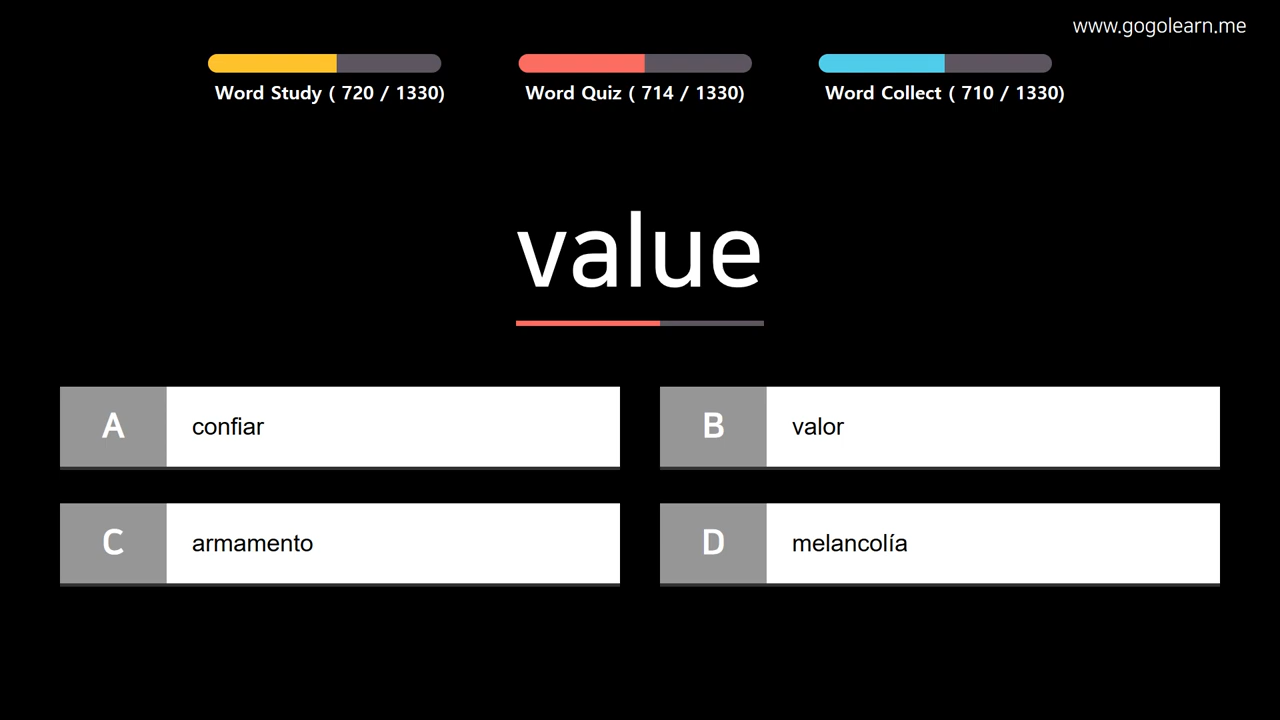 www.gogolearn.me
Word Study ( 720 / 1330)
Word Quiz ( 714 / 1330)
Word Collect ( 710 / 1330)
value
A confiar
B valor
C armamento
D melancolía